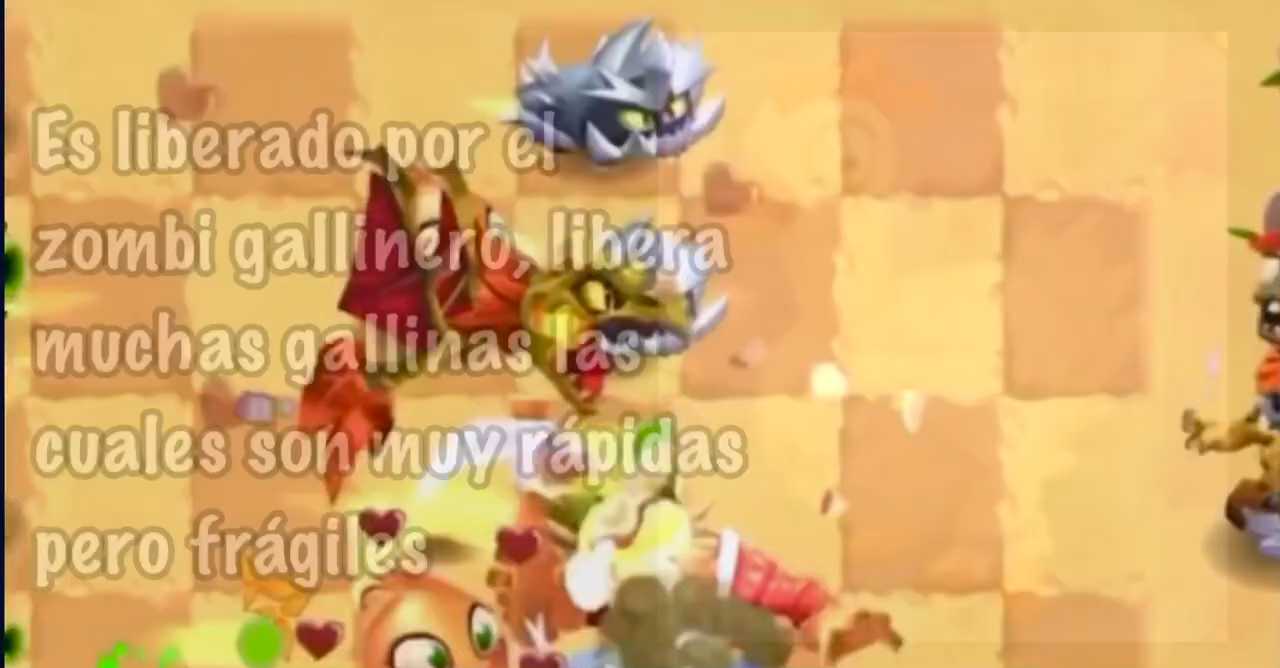 Es liberado por el
zombi gallinero, libera
muchas gallinas las
cuales son muy rápidas
pero frágiles